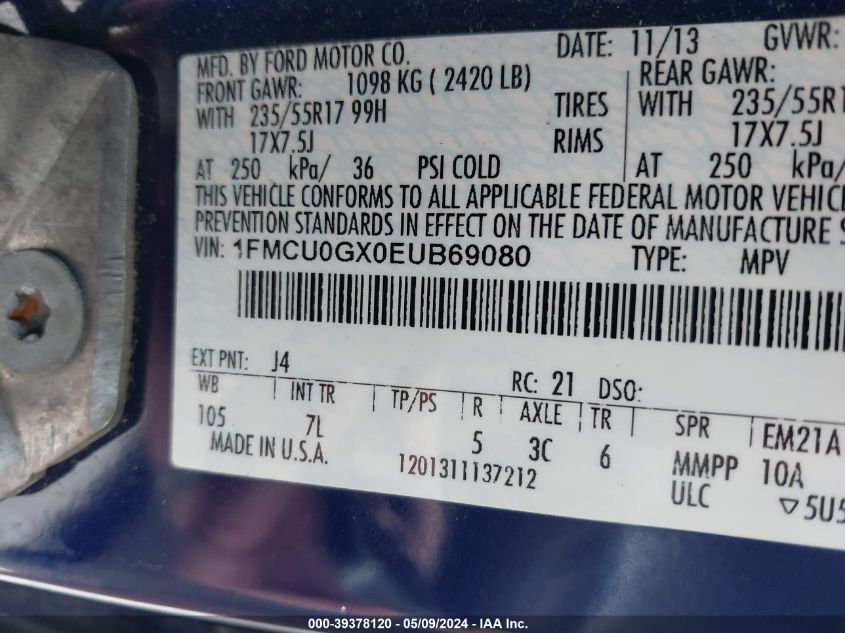 MFD. BY FORD MOTOR CO. DATE: 11/13 GVWR:
FRONT GAWR: 1098 KG ( 2420 LB) REAR GAWR:
WITH 235/55R17 99H TIRES WITH 235/55R1
17X7.5J RIMS 17X7.5J
AT 250 kPa/ 36 PSI COLD AT 250 kPa/
THIS VEHICLE CONFORMS TO ALL APPLICABLE FEDERAL MOTOR VEHICLE
PREVENTION STANDARDS IN EFFECT ON THE DATE OF MANUFACTURE S
VIN: 1FMCU0GX0EUB69080 TYPE: MPV
EXT PNT: J4 RC: 21 DSO:
WB INT TR TP/PS R AXLE TR SPR EM21A
105 7L 5 3C 6 MMPP 10A
MADE IN U.S.A. 1201311137212 ULC ▽5U5
000-39378120 - 05/09/2024 - IAA Inc.